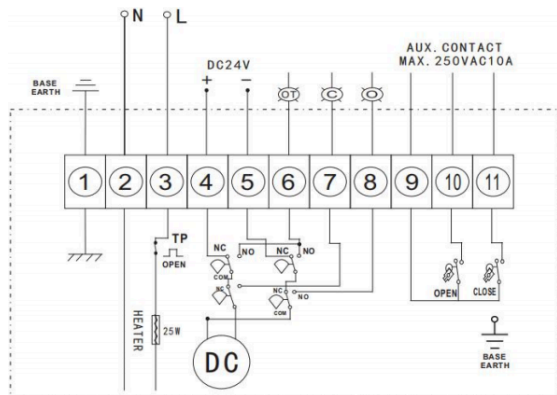 N L
DC24V
+ -
AUX. CONTACT
MAX. 250VAC10A
BASE
EARTH
OT C O
1 2 3 4 5 6 7 8 9 10 11
TP
OPEN
NC NO NC NO
COM
NC NC NO
COM
HEATER
25W
DC
OPEN CLOSE
BASE
EARTH